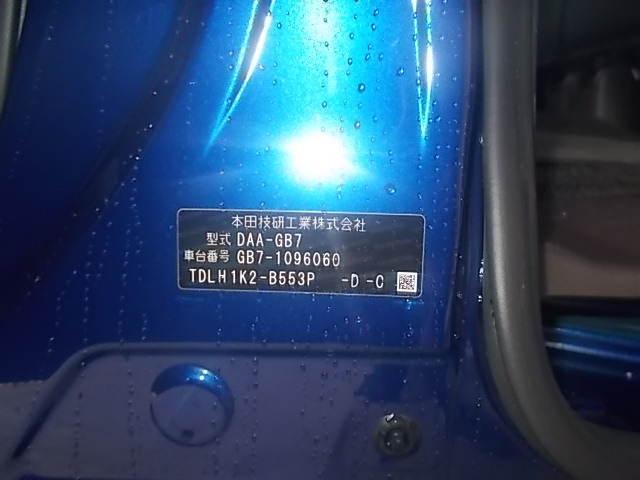 本田技研工業株式会社
型式 DAA-GB7
車台番号 GB7-1096060
TDLH1K2-B553P -D -C